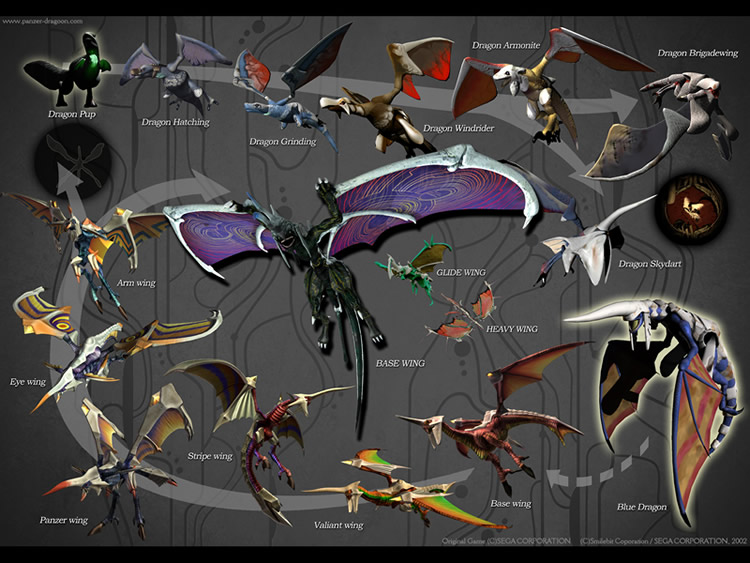 www.panzer-dragoon.com
Dragon Pup
Dragon Hatching
Dragon Grinding
Dragon Armonite
Dragon Windrider
Dragon Brigadewing
Dragon Skydart
Arm wing
GLIDE WING
HEAVY WING
BASE WING
Eye wing
Stripe wing
Panzer wing
Valiant wing
Base wing
Blue Dragon
Original Game (C)SEGA CORPORATION (C)Smilebit Coporation / SEGA CORPORATION, 2002